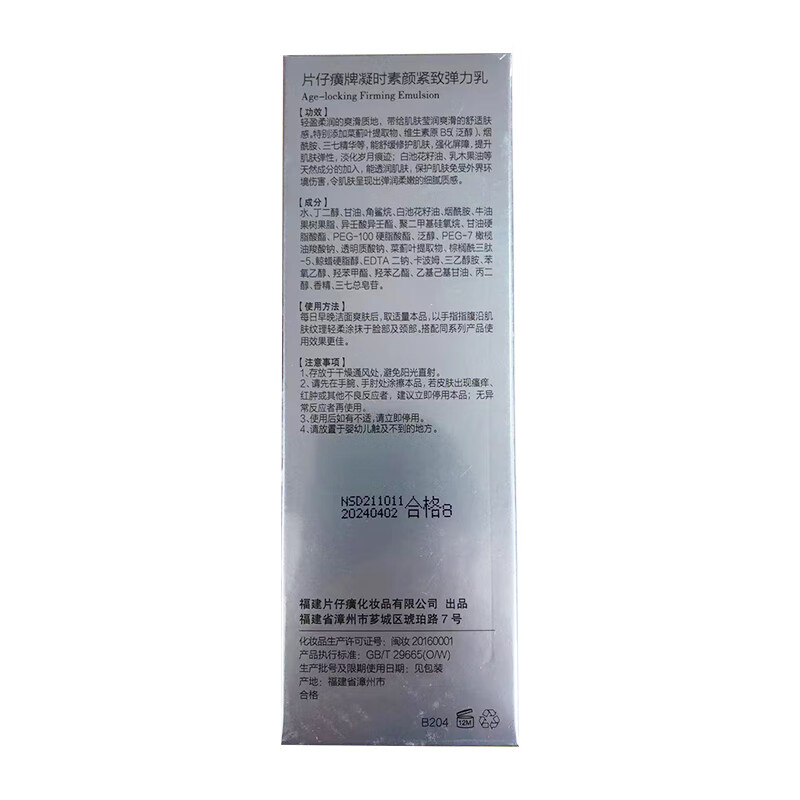 片仔癀牌凝时素颜紧致弹力乳
Age-locking Firming Emulsion
【功效】
轻盈柔润的爽滑质地，带给肌肤莹润爽滑的舒适肤
感。特别添加菜蓟叶提取物、维生素原 B5（泛醇）、烟
酰胺、三七精华等，能舒缓修护肌肤，强化屏障，提升
肌肤弹性，淡化岁月痕迹；白池花籽油、乳木果油等
天然成分的加入，能透润肌肤，保护肌肤免受外界环
境伤害，令肌肤呈现出弹润柔嫩的细腻质感。
【成分】
水、丁二醇、甘油、角鲨烷、白池花籽油、烟酰胺、牛油
果树果脂、异壬酸异壬酯、聚二甲基硅氧烷、甘油硬
脂酸酯、PEG-100 硬脂酸酯、泛醇、PEG-7 橄榄
油羧酸钠、透明质酸钠、菜蓟叶提取物、棕榈酰三肽
-5、鲸蜡硬脂醇、EDTA 二钠、卡波姆、三乙醇胺、苯
氧乙醇、羟苯甲酯、羟苯乙酯、乙基己基甘油、丙二
醇、香精、三七总皂苷。
【使用方法】
每日早晚洁面爽肤后，取适量本品，以手指指腹沿肌
肤纹理轻柔涂抹于脸部及颈部。搭配同系列产品使
用效果更佳。
【注意事项】
1、存放于干燥通风处，避免阳光直射。
2、请先在手腕、手肘处涂擦本品，若皮肤出现瘙痒、
红肿或其他不良反应者，建议立即停用本品；无异
常反应者再使用。
3、使用后如有不适，请立即停用。
4、请放置于婴幼儿触及不到的地方。
NSD211011
20240402 合格8
福建片仔癀化妆品有限公司 出品
福建省漳州市芗城区琥珀路 7 号
化妆品生产许可证号：闽妆 20160001
产品执行标准：GB/T 29665(O/W)
生产批号及限期使用日期：见包装
产地：福建省漳州市
合格
B204 12M